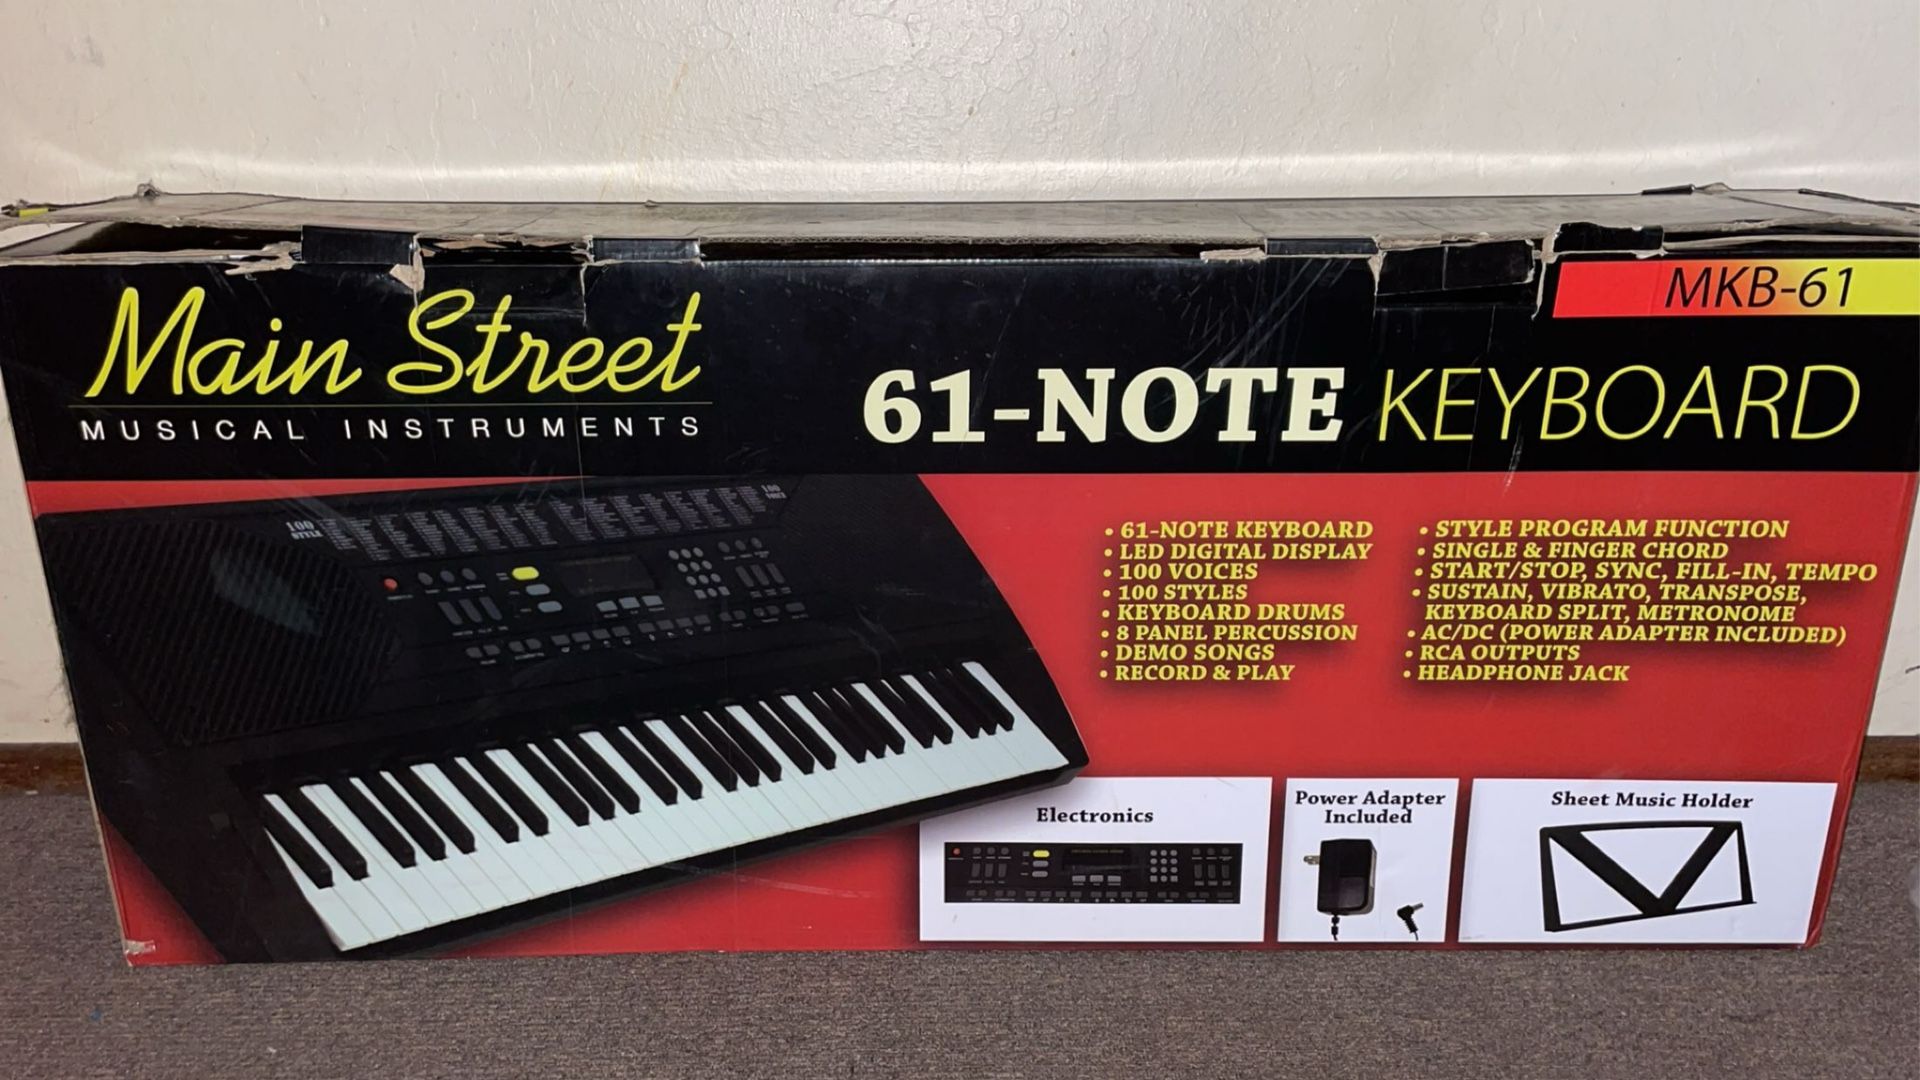 MKB-61
Main Street
MUSICAL INSTRUMENTS
61-NOTE KEYBOARD
100
STYLE
100
• 61-NOTE KEYBOARD
• LED DIGITAL DISPLAY
• 100 VOICES
• 100 STYLES
• KEYBOARD DRUMS
• 8 PANEL PERCUSSION
• DEMO SONGS
• RECORD & PLAY
• STYLE PROGRAM FUNCTION
• SINGLE & FINGER CHORD
• START/STOP, SYNC, FILL-IN, TEMPO
• SUSTAIN, VIBRATO, TRANSPOSE,
KEYBOARD SPLIT, METRONOME
• AC/DC (POWER ADAPTER INCLUDED)
• RCA OUTPUTS
• HEADPHONE JACK
Electronics
Power Adapter
Included
Sheet Music Holder